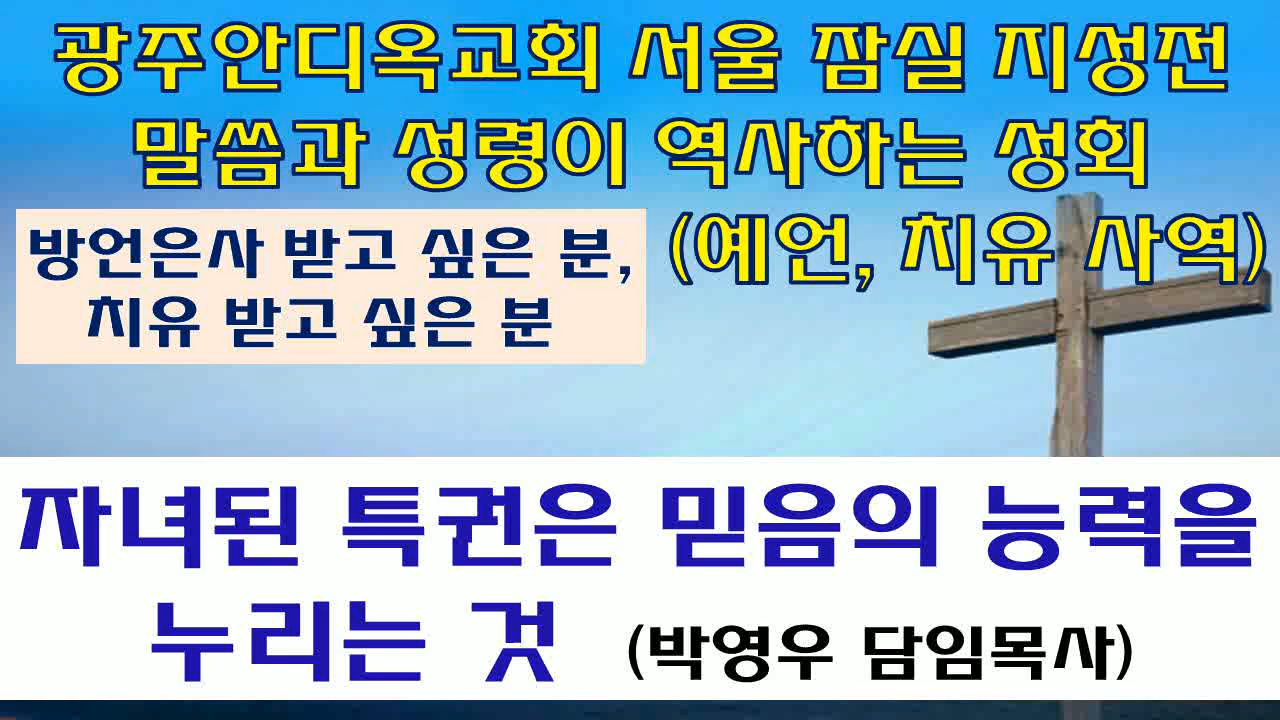 광주안디옥교회 서울 잠실 지성전
말씀과 성령이 역사하는 성회
(예언, 치유 사역)
방언은사 받고 싶은 분,
치유 받고 싶은 분
자녀된 특권은 믿음의 능력을
누리는 것 (박영우 담임목사)